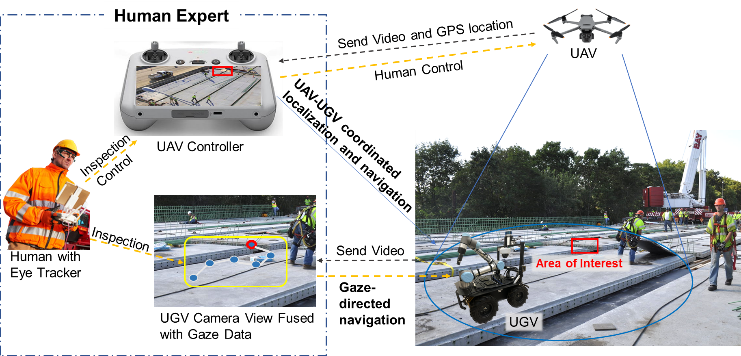 Human Expert
Send Video and GPS location
UAV
Human Control
UAV Controller
UAV-UGV coordinated
localization and navigation
Inspection
Control
Inspection
Human with
Eye Tracker
Send Video
Area of Interest
Gaze-
directed
navigation
UGV
UGV Camera View Fused
with Gaze Data